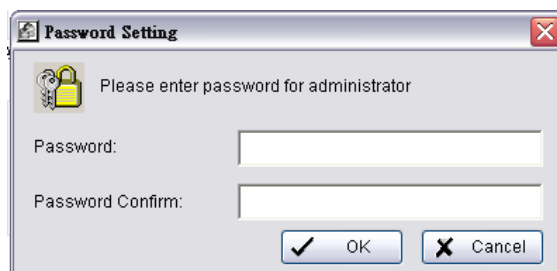 Password Setting
Please enter password for administrator
Password:
Password Confirm:
OK
Cancel